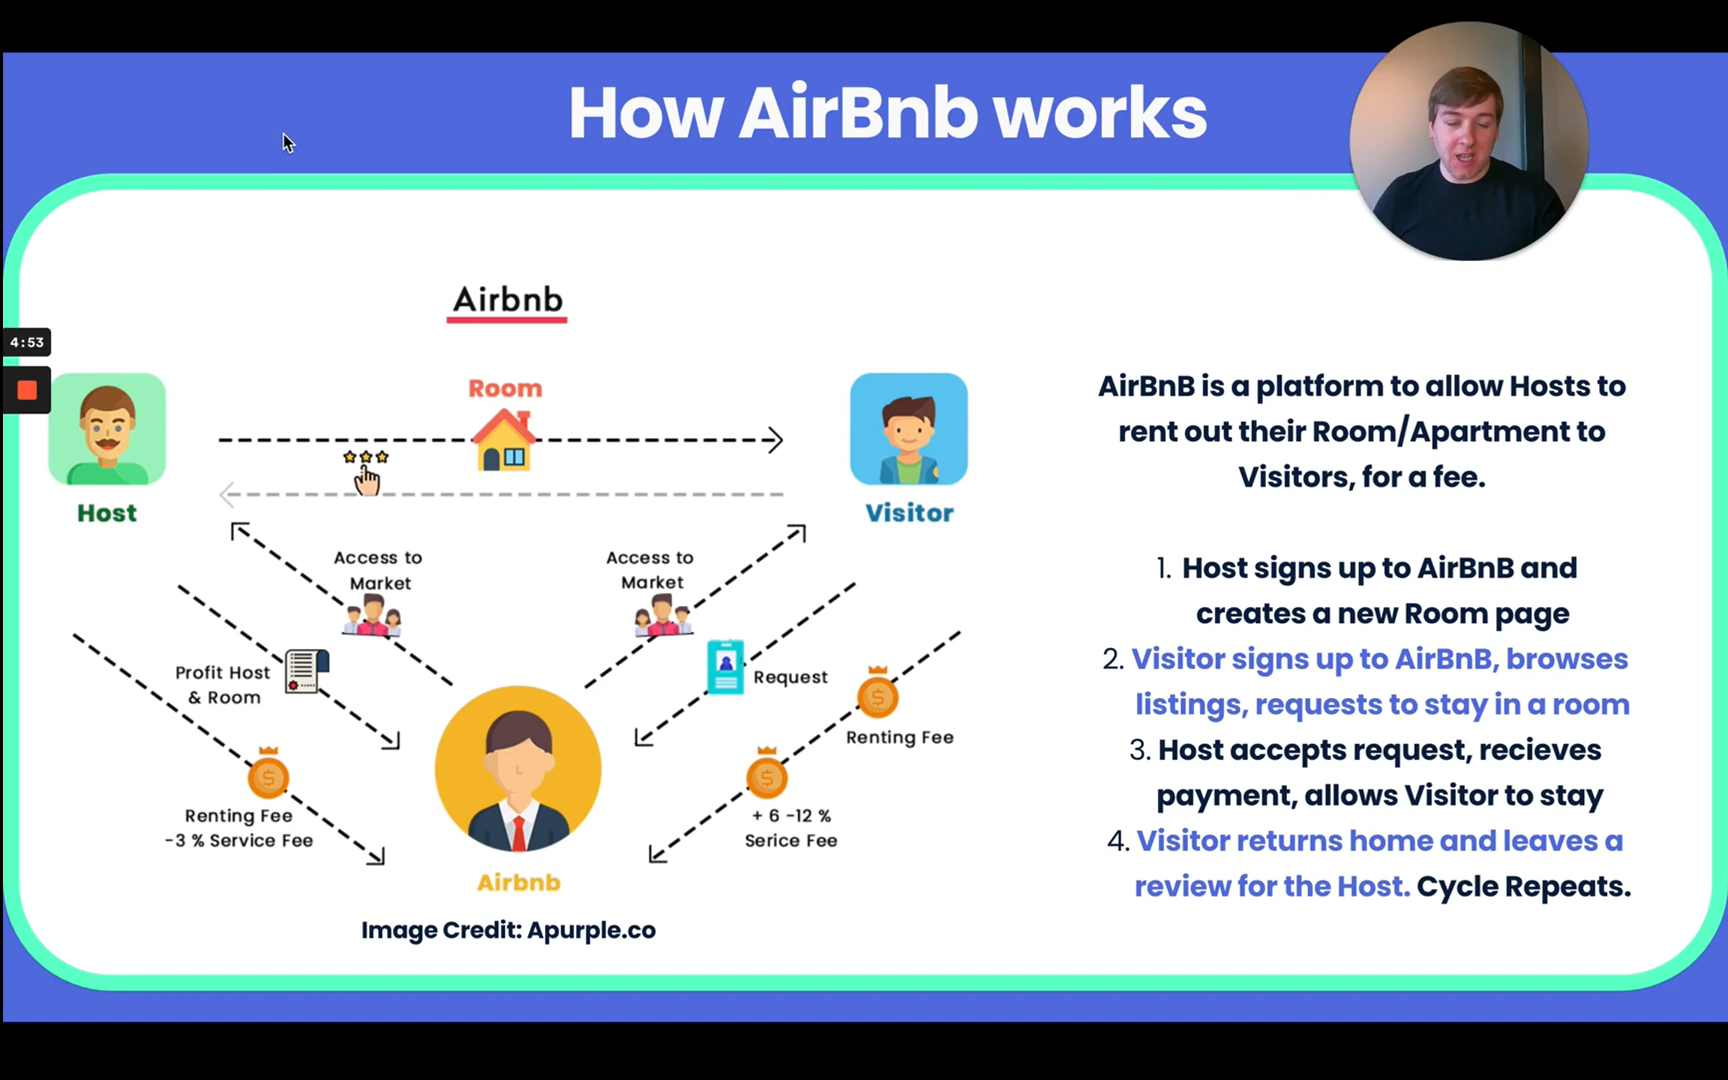 How AirBnb works
4:53
Airbnb
Room
Host
Visitor
Access to
Market
Access to
Market
Profit Host
& Room
Request
Renting Fee
Renting Fee
-3 % Service Fee
+ 6 -12 %
Serice Fee
Airbnb
Image Credit: Apurple.co
AirBnB is a platform to allow Hosts to
rent out their Room/Apartment to
Visitors, for a fee.
1. Host signs up to AirBnB and
creates a new Room page
2. Visitor signs up to AirBnB, browses
listings, requests to stay in a room
3. Host accepts request, recieves
payment, allows Visitor to stay
4. Visitor returns home and leaves a
review for the Host. Cycle Repeats.